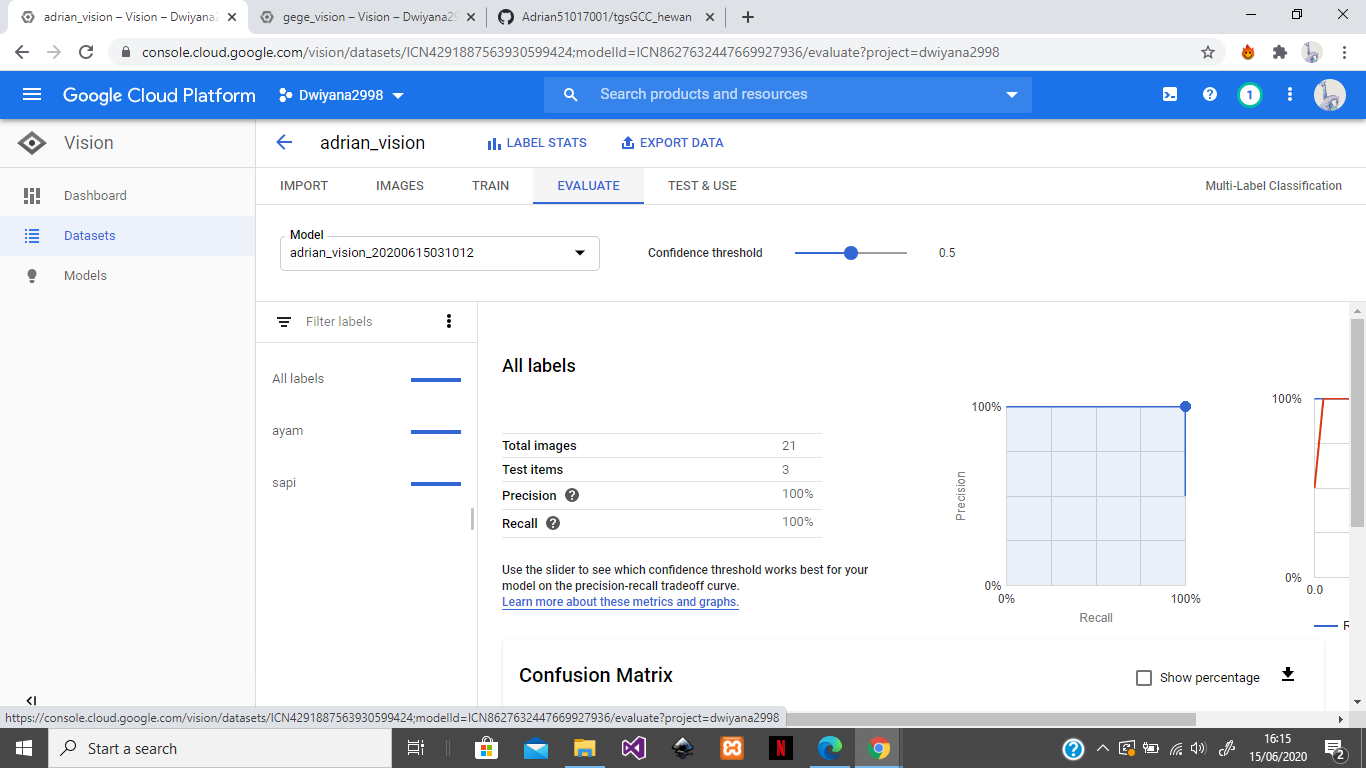 adrian_vision – Vision – Dwiyana2
gege_vision – Vision – Dwiyana29
Adrian51017001/tgsGCC_hewan
console.cloud.google.com/vision/datasets/ICN4291887563930599424;modelId=ICN8627632447669927936/evaluate?project=dwiyana2998
Google Cloud Platform
Dwiyana2998
Search products and resources
1
Vision
adrian_vision
LABEL STATS
EXPORT DATA
Dashboard
Datasets
Models
IMPORT
IMAGES
TRAIN
EVALUATE
TEST & USE
Multi-Label Classification
Model
adrian_vision_20200615031012
Confidence threshold
0.5
Filter labels
All labels
ayam
sapi
All labels
Total images 21
Test items 3
Precision ? 100%
Recall ? 100%
Use the slider to see which confidence threshold works best for your
model on the precision-recall tradeoff curve.
Learn more about these metrics and graphs.
100%
Precision
0%
0%
100%
Recall
100%
0%
0.0
R
Confusion Matrix
Show percentage
https://console.cloud.google.com/vision/datasets/ICN4291887563930599424;modelId=ICN8627632447669927936/evaluate?project=dwiyana2998
Start a search
16:15
15/06/2020
2